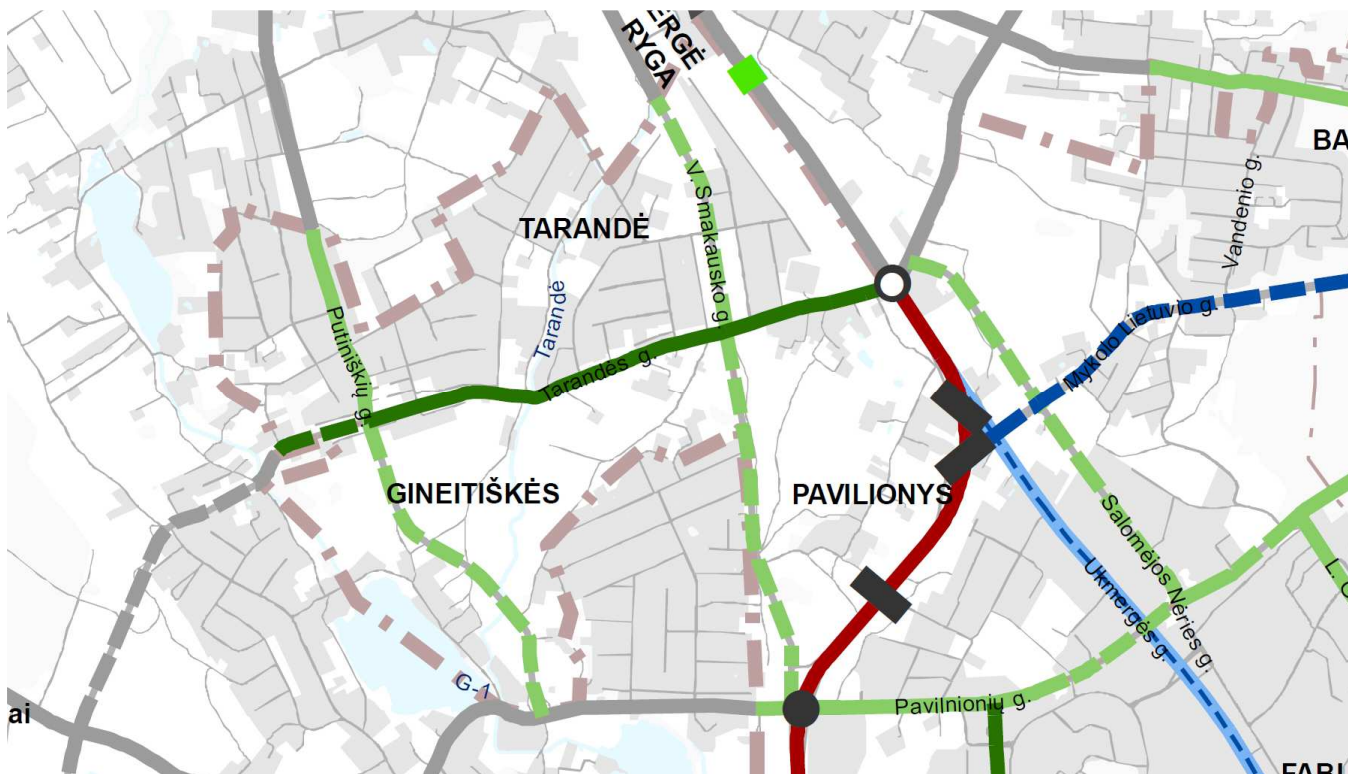 ERGĖ
RYGA
BA
Vandenio g.
V. Smakausko g.
TARANDĖ
Tarandė
Putiniškių g.
Tarandės g.
Mykolo Lietuvio g.
GINEITIŠKĖS
PAVILIONYS
Salomėjos Nėries g.
Ukmergės g.
L. G
G-1
Pavilnionių g.
ai
FABI